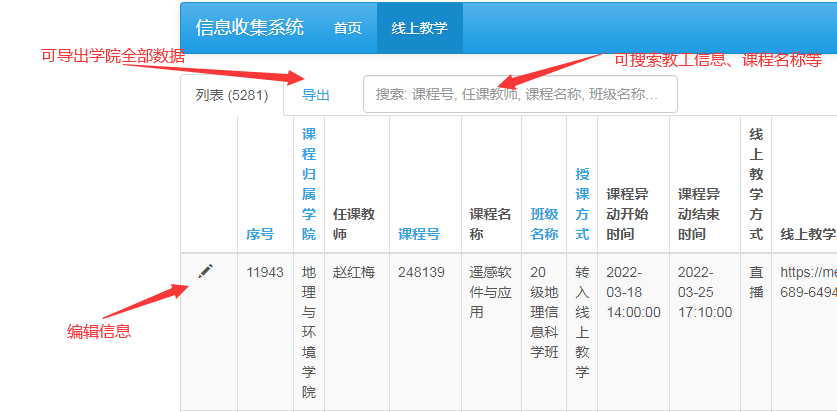 信息收集系统 首页 线上教学
可导出学院全部数据
可搜索教工信息、课程名称等
列表 (5281) 导出 搜索: 课程号, 任课教师, 课程名称, 班级名称...
序号
课
程
归
属
学
院
任课教
师
课程号
课程名
称
班级
名称
授
课
方
式
课程异
动开始
时间
课程异
动结束
时间
线
上
教
学
方
式
线上教学
11943
地
理
与
环
境
学
院
赵红梅
248139
遥感软
件与应
用
20
级地
理信
息科
学班
转
入
线
上
教
学
2022-
03-18
14:00:00
2022-
03-25
17:10:00
直
播
https://me
689-6494
编辑信息